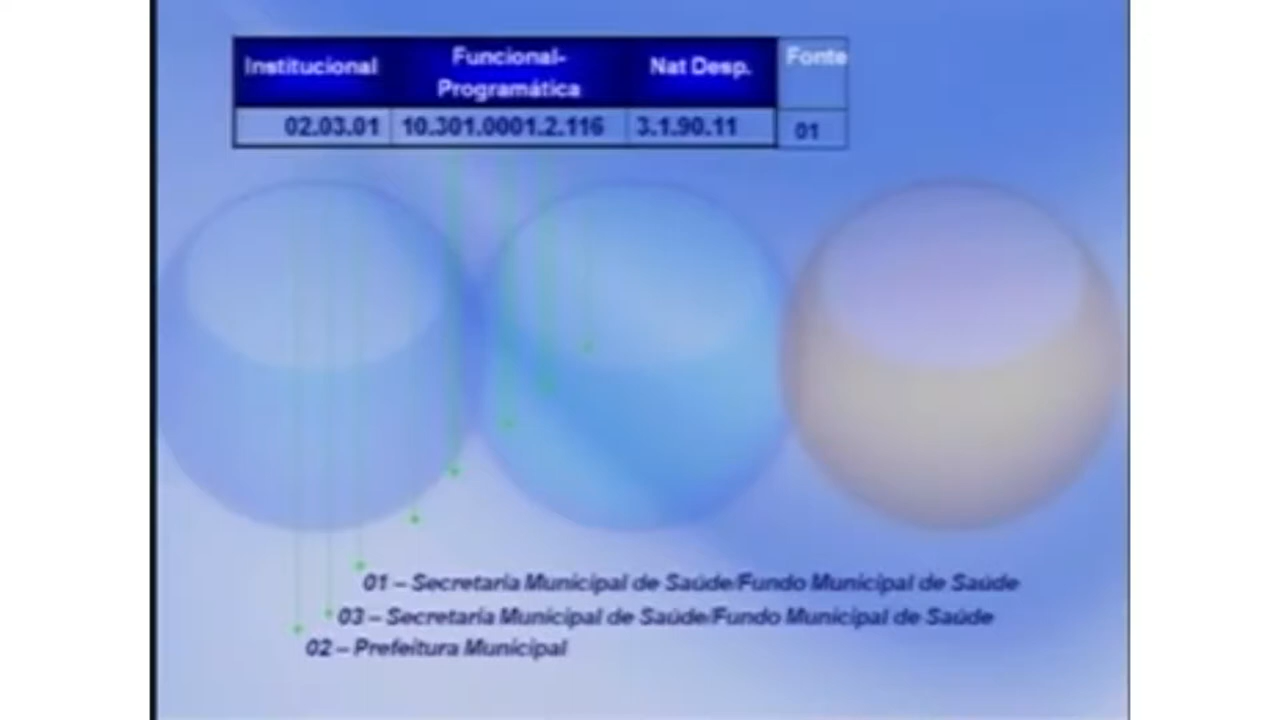 Institucional Funcional-Programática Nat Desp. Fonte
02.03.01 10.301.0001.2.116 3.1.90.11 01
01 – Secretaria Municipal de Saúde/Fundo Municipal de Saúde
03 – Secretaria Municipal de Saúde/Fundo Municipal de Saúde
02 – Prefeitura Municipal